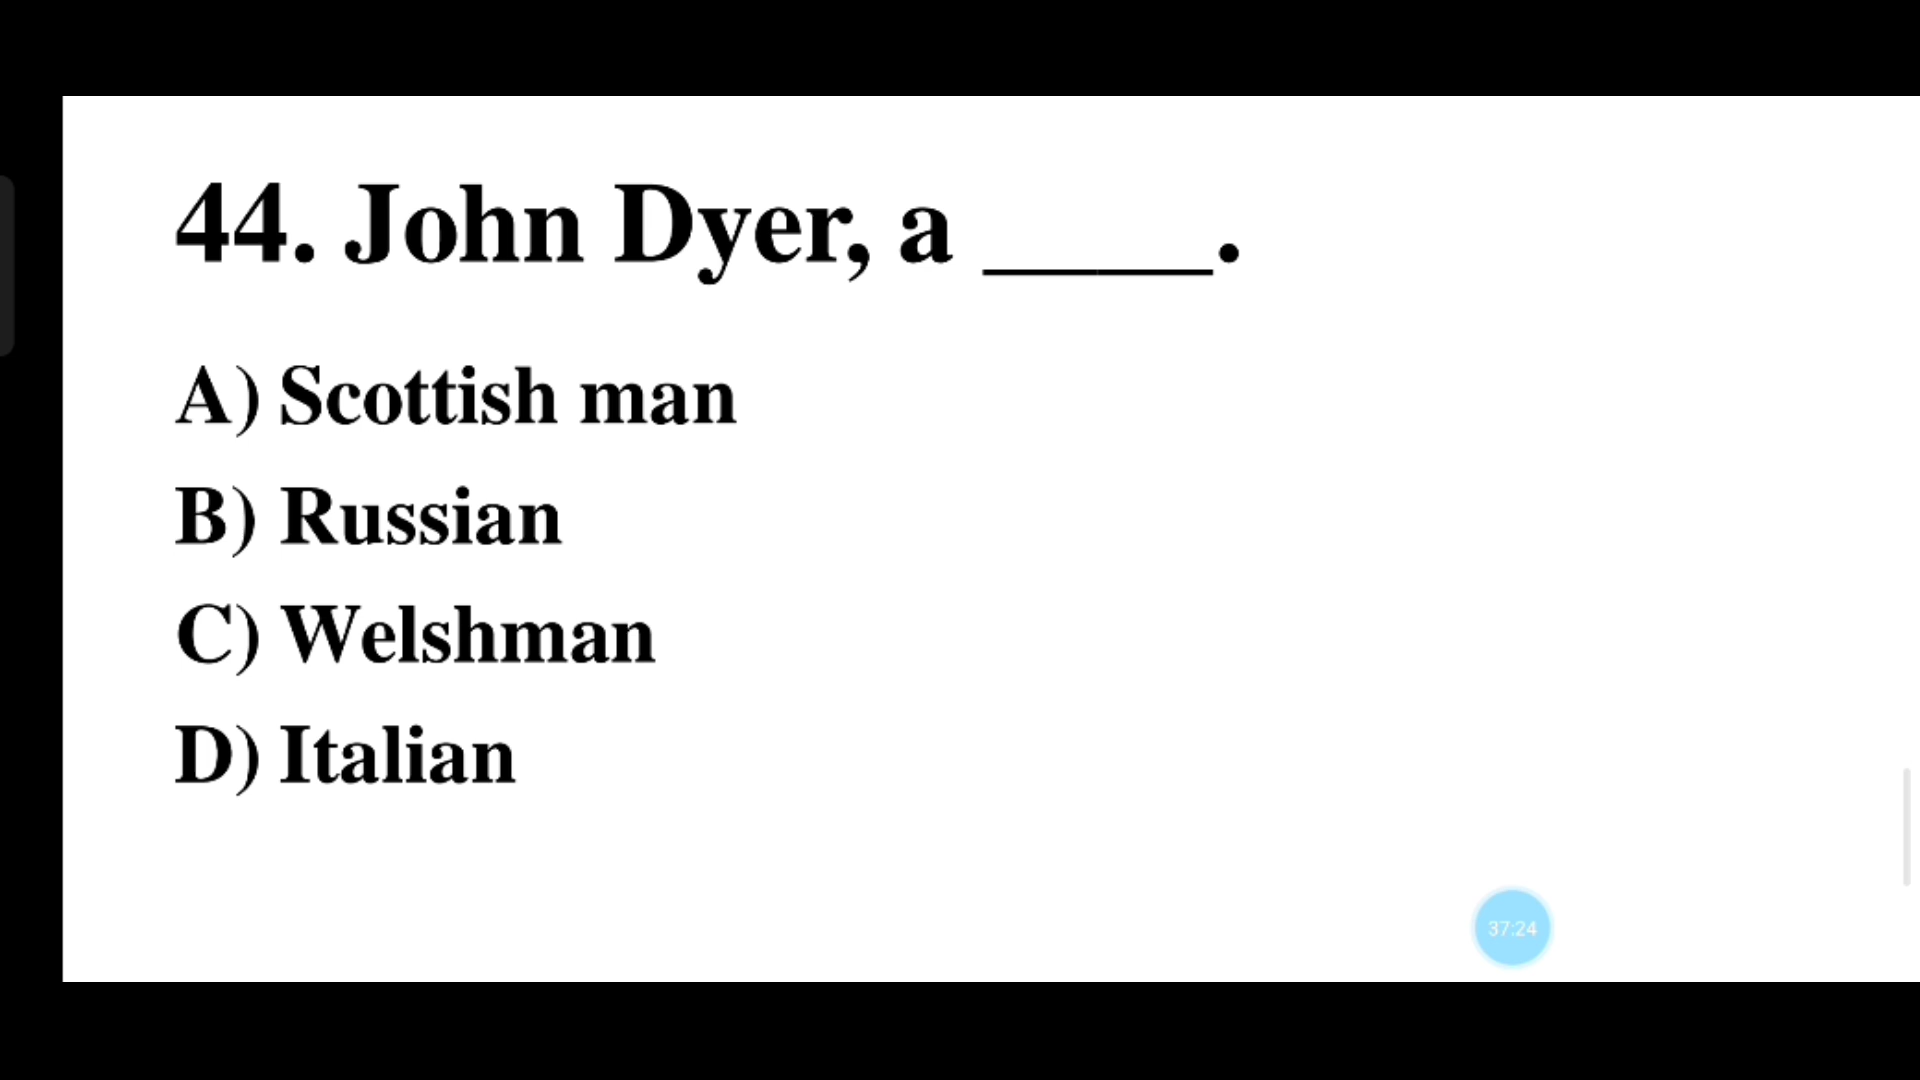 44. John Dyer, a ____.
A) Scottish man
B) Russian
C) Welshman
D) Italian
37:24